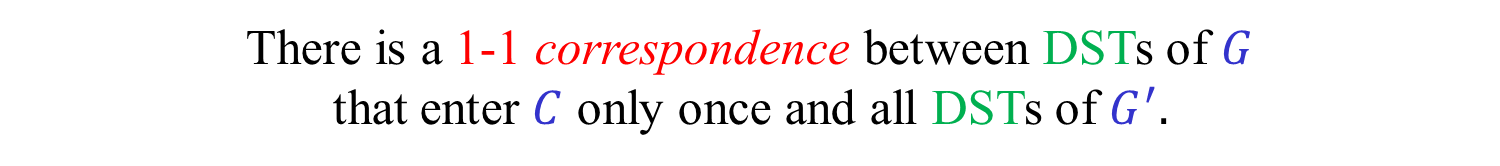 There is a 1-1 correspondence between DSTs of G
that enter C only once and all DSTs of G′.